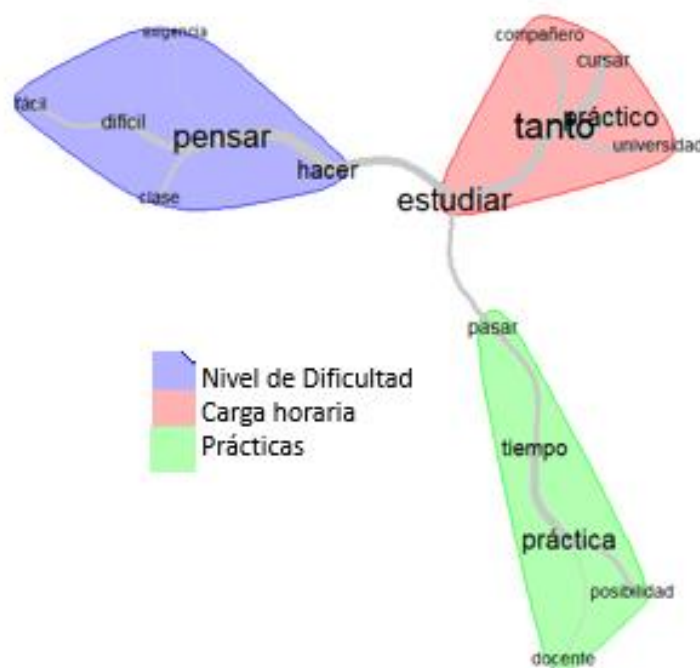 exigencia
fácil
difícil
pensar
hacer
clase
compañero
cursar
tanto
práctico
universidad
estudiar
pasar
tiempo
práctica
posibilidad
docente
Nivel de Dificultad
Carga horaria
Prácticas